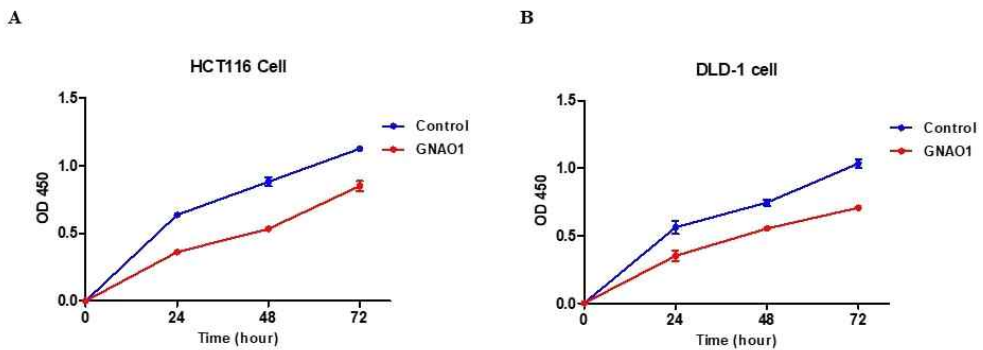 A
HCT116 Cell
1.5
1.0
0.5
0.0
OD 450
0
24
48
72
Time (hour)
Control
GNAO1
B
DLD-1 cell
1.5
1.0
0.5
0.0
OD 450
0
24
48
72
Time (hour)
Control
GNAO1